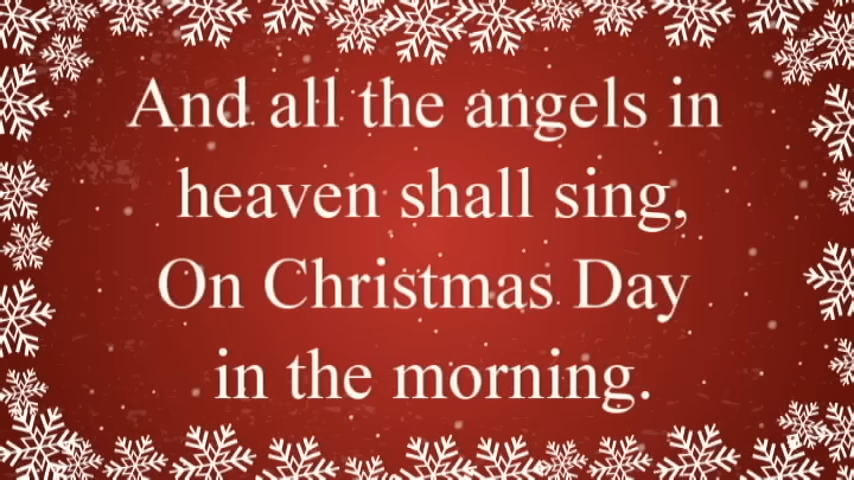 And all the angels in
heaven shall sing,
On Christmas Day
in the morning.